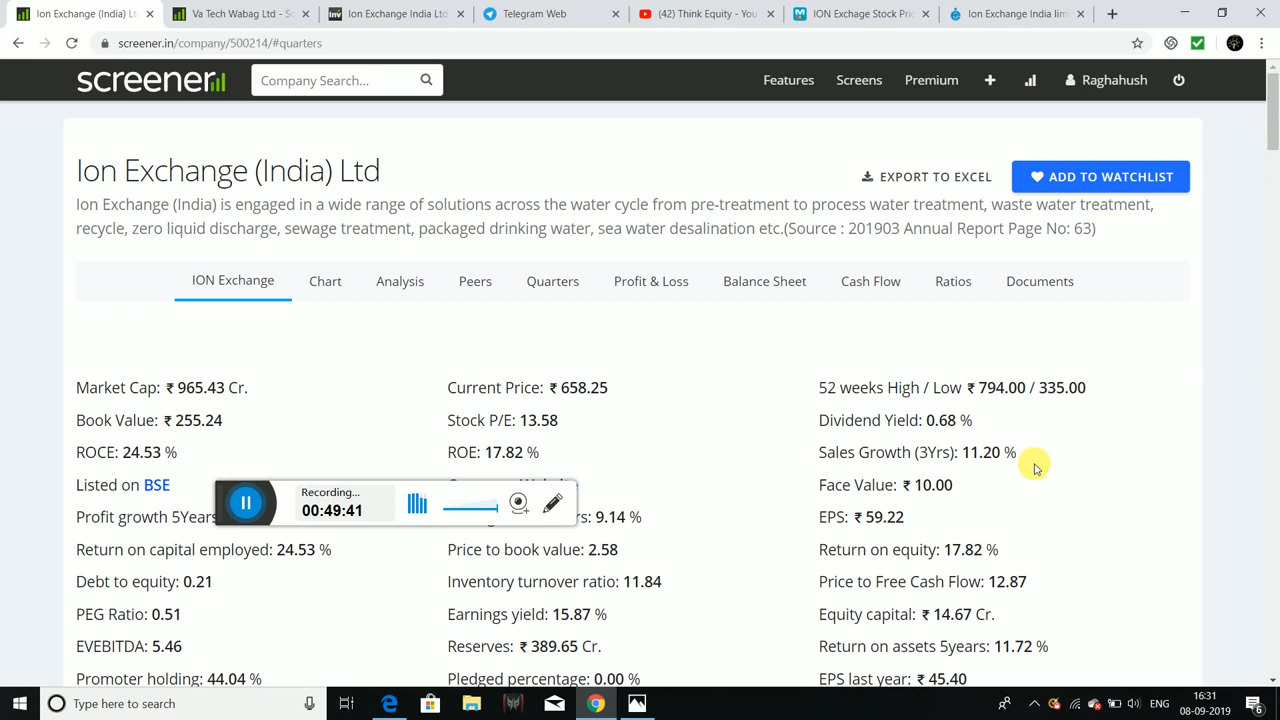 Ion Exchange (India) Lt
Va Tech Wabag Ltd - S
Inv
Ion Exchange India Ltd
Telegram Web
(42) Think Equity - You
ION Exchage Stock Pri
Ion Exchange India lim
screener.in/company/500214/#quarters
screener
Company Search...
Features
Screens
Premium
Raghahush
Ion Exchange (India) Ltd
EXPORT TO EXCEL
ADD TO WATCHLIST
Ion Exchange (India) is engaged in a wide range of solutions across the water cycle from pre-treatment to process water treatment, waste water treatment,
recycle, zero liquid discharge, sewage treatment, packaged drinking water, sea water desalination etc.(Source : 201903 Annual Report Page No: 63)
ION Exchange
Chart
Analysis
Peers
Quarters
Profit & Loss
Balance Sheet
Cash Flow
Ratios
Documents
Market Cap: ₹ 965.43 Cr.
Current Price: ₹ 658.25
52 weeks High / Low ₹ 794.00 / 335.00
Book Value: ₹ 255.24
Stock P/E: 13.58
Dividend Yield: 0.68 %
ROCE: 24.53 %
ROE: 17.82 %
Sales Growth (3Yrs): 11.20 %
Listed on BSE
Face Value: ₹ 10.00
Recording...
00:49:41
Profit growth 5Years
9.14 %
EPS: ₹ 59.22
Return on capital employed: 24.53 %
Price to book value: 2.58
Return on equity: 17.82 %
Debt to equity: 0.21
Inventory turnover ratio: 11.84
Price to Free Cash Flow: 12.87
PEG Ratio: 0.51
Earnings yield: 15.87 %
Equity capital: ₹ 14.67 Cr.
EVEBITDA: 5.46
Reserves: ₹ 389.65 Cr.
Return on assets 5years: 11.72 %
Promoter holding: 44.04 %
Pledged percentage: 0.00 %
EPS last year: ₹ 45.40
Type here to search
ENG
16:31
08-09-2019
6